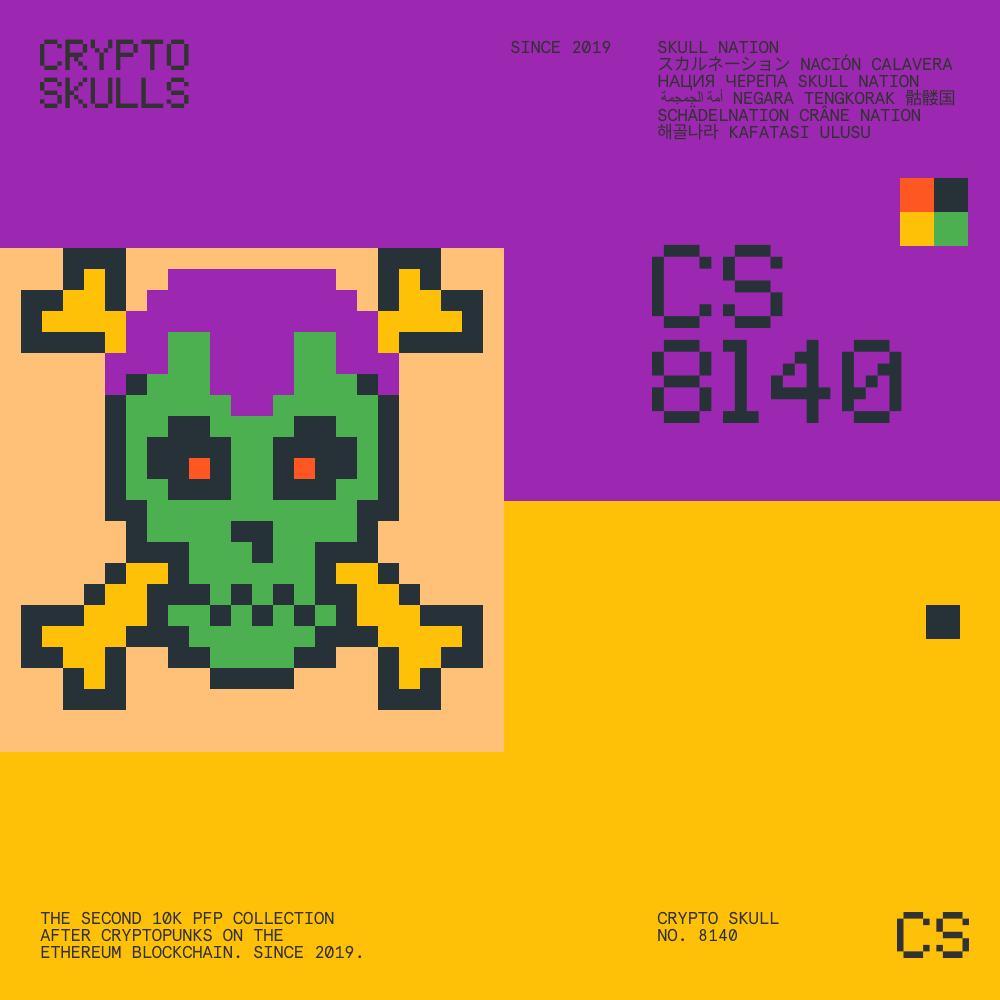 CRYPTO
SKULLS
SINCE 2019
SKULL NATION
スカルネーション NACIÓN CALAVERA
НАЦИЯ ЧЕРЕПА SKULL NATION
أمة الجمجمة NEGARA TENGKORAK 骷髅国
SCHÄDELNATION CRÂNE NATION
해골나라 KAFATASI ULUSU
CS
8140
THE SECOND 10K PFP COLLECTION
AFTER CRYPTOPUNKS ON THE
ETHEREUM BLOCKCHAIN. SINCE 2019.
CRYPTO SKULL
NO. 8140
CS